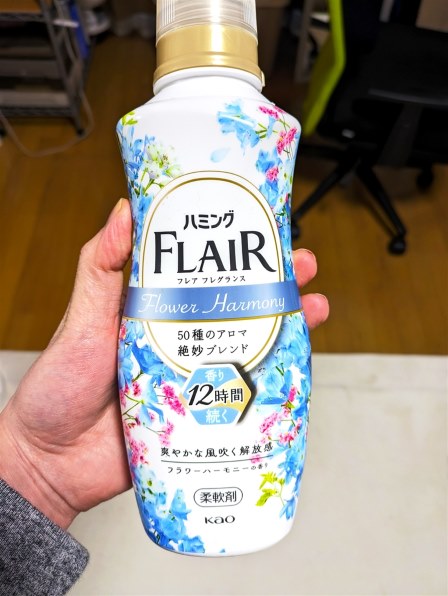 ハミング
FLAIR
フレア フレグランス
Flower Harmony
50種のアロマ
絶妙ブレンド
香り
12時間
続く
爽やかな風吹く解放感
フラワーハーモニーの香り
柔軟剤
Kao